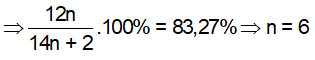 ⇒ 12n / (14n + 2) .100% = 83,27% ⇒ n = 6